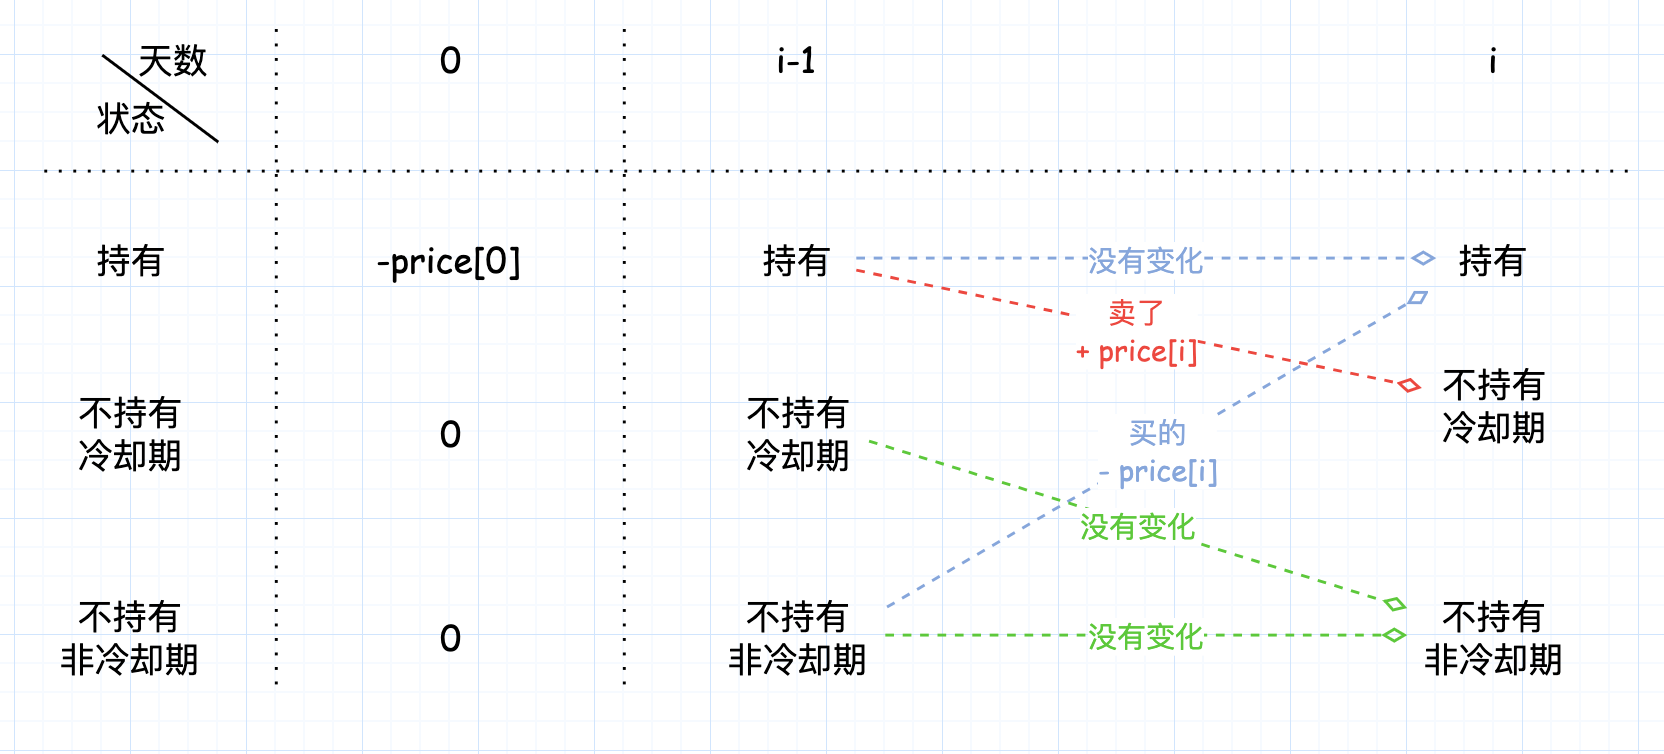 天数
0
i-1
i
状态
持有
-price[0]
持有
没有变化
持有
卖了
+ price[i]
不持有
冷却期
0
不持有
冷却期
不持有
冷却期
买的
- price[i]
没有变化
不持有
非冷却期
0
不持有
非冷却期
没有变化
不持有
非冷却期